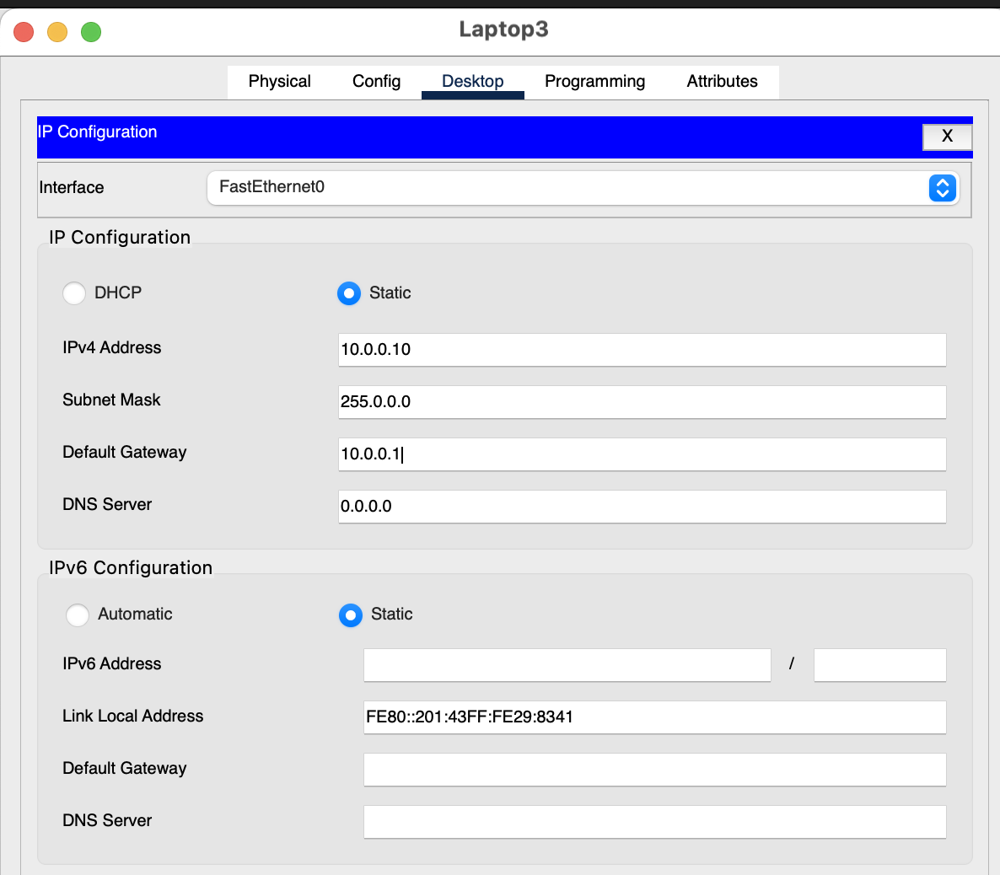 Laptop3
Physical Config Desktop Programming Attributes
IP Configuration X
Interface FastEthernet0
IP Configuration
DHCP Static
IPv4 Address 10.0.0.10
Subnet Mask 255.0.0.0
Default Gateway 10.0.0.1
DNS Server 0.0.0.0
IPv6 Configuration
Automatic Static
IPv6 Address /
Link Local Address FE80::201:43FF:FE29:8341
Default Gateway
DNS Server